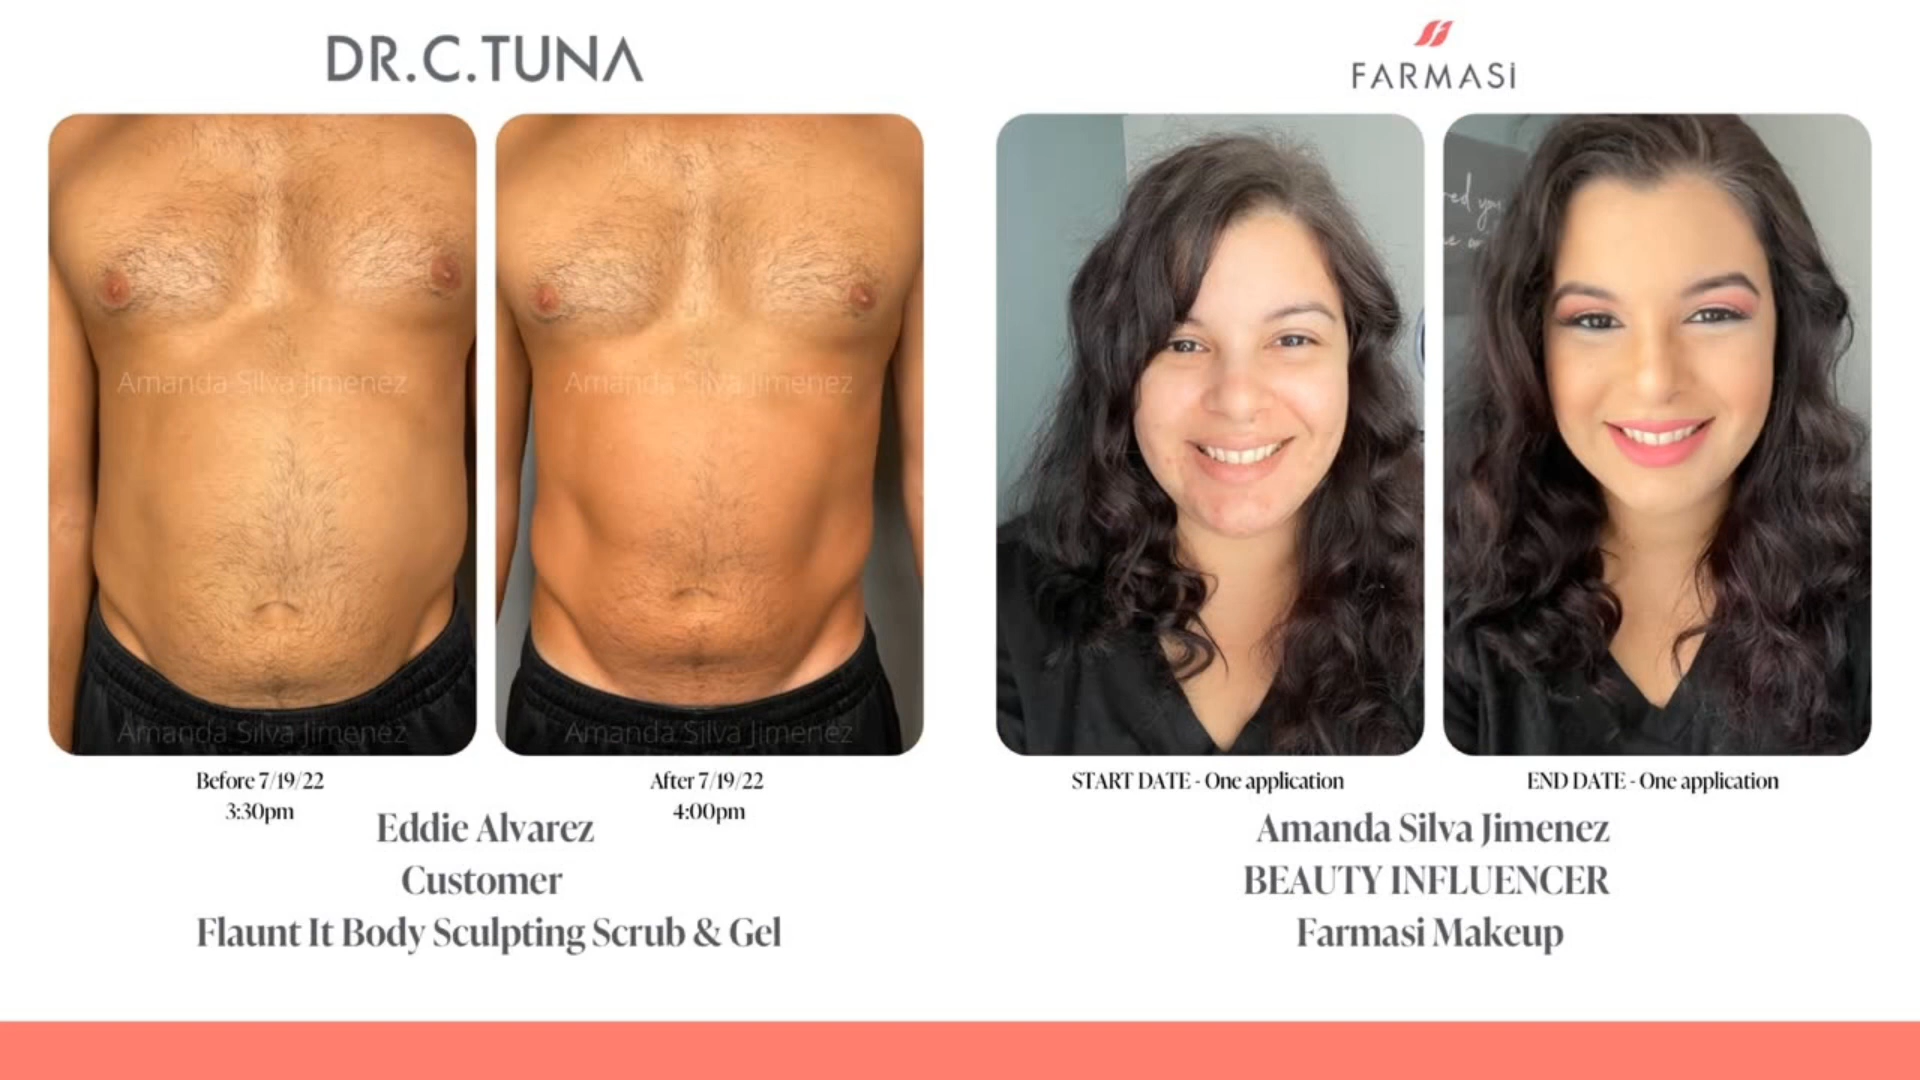 DR.C.TUNA
FARMASi
Amanda Silva Jimenez
Amanda Silva Jimenez
Amanda Silva Jimenez
Amanda Silva Jimenez
Before 7/19/22
3:30pm
After 7/19/22
4:00pm
Eddie Alvarez
Customer
Flaunt It Body Sculpting Scrub & Gel
red you
START DATE - One application
END DATE - One application
Amanda Silva Jimenez
BEAUTY INFLUENCER
Farmasi Makeup